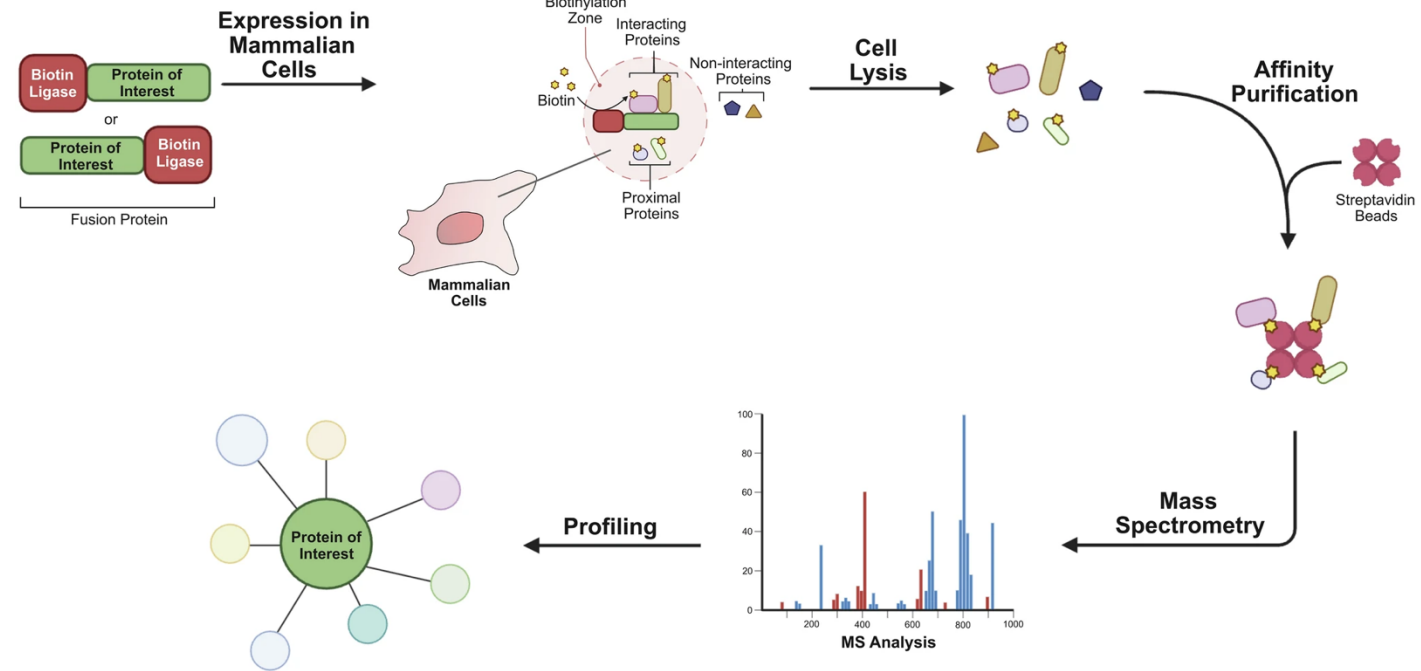 Expression in
Mammalian
Cells
Biotin
Ligase
Protein of
Interest
or
Protein of
Interest
Biotin
Ligase
Fusion Protein
Biotinylation
Zone
Interacting
Proteins
Non-interacting
Proteins
Biotin
Proximal
Proteins
Mammalian
Cells
Cell
Lysis
Affinity
Purification
Streptavidin
Beads
Mass
Spectrometry
100
80
60
40
20
0
200
400
600
800
1000
MS Analysis
Profiling
Protein of
Interest